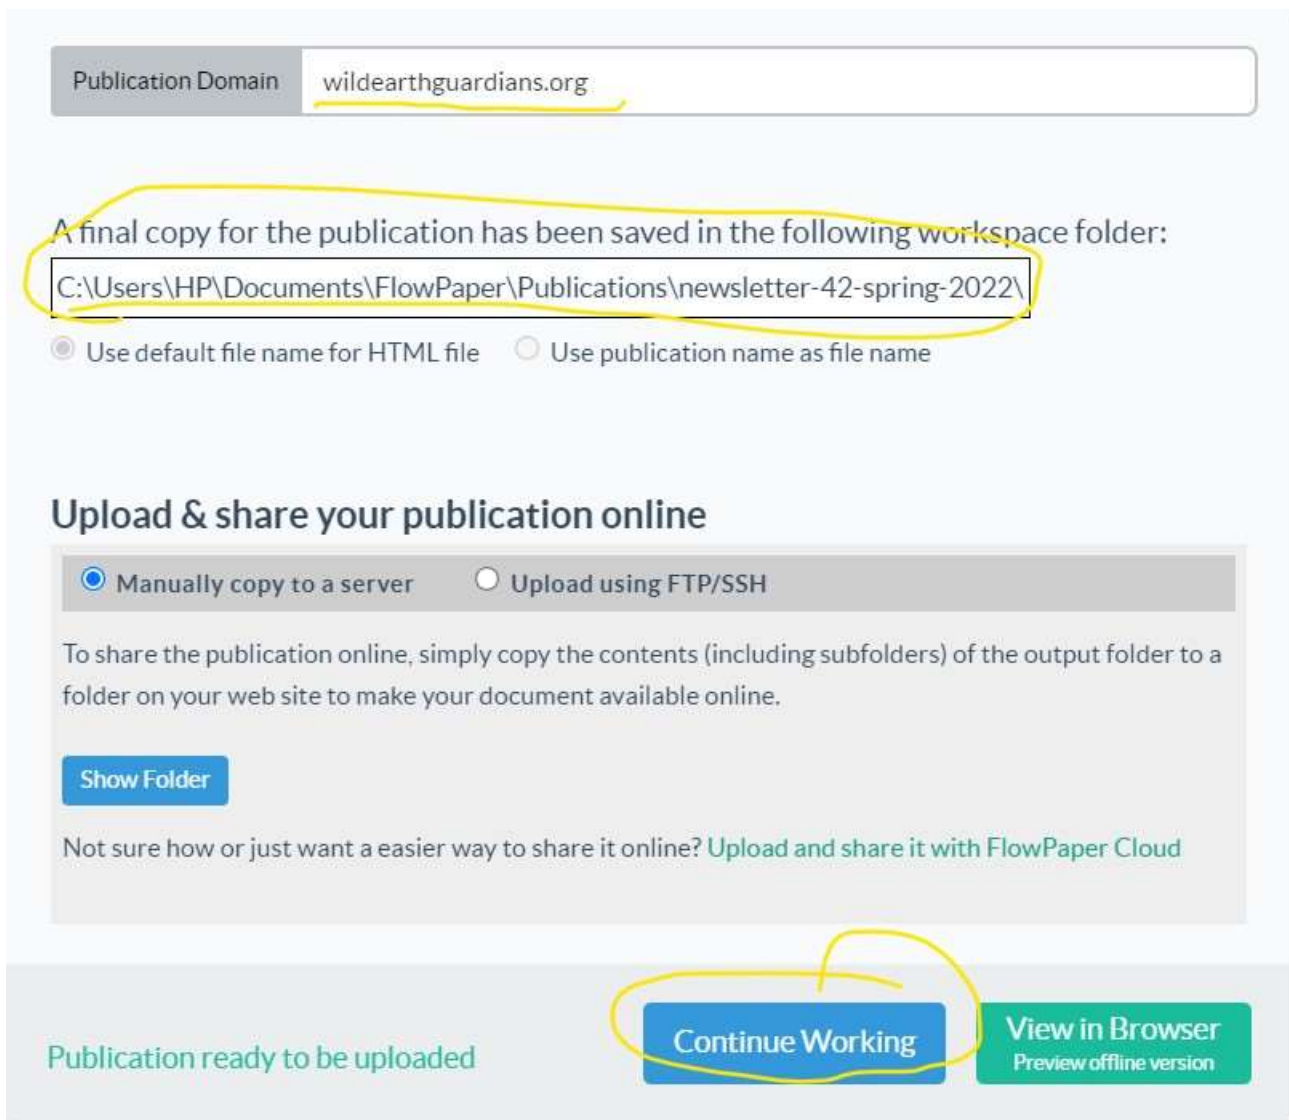 Publication Domain wildearthguardians.org
A final copy for the publication has been saved in the following workspace folder:
C:\Users\HP\Documents\FlowPaper\Publications\newsletter-42-spring-2022\
Use default file name for HTML file Use publication name as file name
Upload & share your publication online
Manually copy to a server Upload using FTP/SSH
To share the publication online, simply copy the contents (including subfolders) of the output folder to a
folder on your web site to make your document available online.
Show Folder
Not sure how or just want a easier way to share it online? Upload and share it with FlowPaper Cloud
Publication ready to be uploaded
Continue Working
View in Browser
Preview offline version